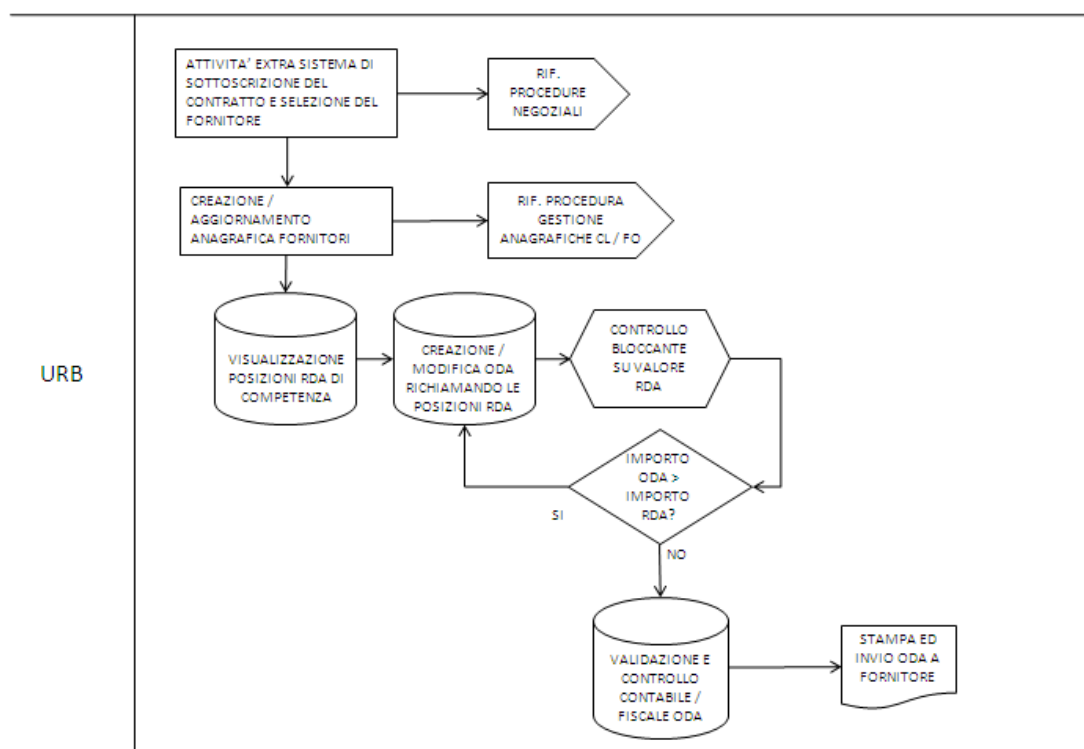 URB
ATTIVITA’ EXTRA SISTEMA DI
SOTTOSCRIZIONE DEL
CONTRATTO E SELEZIONE DEL
FORNITORE
RIF.
PROCEDURE
NEGOZIALI
CREAZIONE /
AGGIORNAMENTO
ANAGRAFICA FORNITORI
RIF. PROCEDURA
GESTIONE
ANAGRAFICHE CL / FO
VISUALIZZAZIONE
POSIZIONI RDA DI
COMPETENZA
CREAZIONE /
MODIFICA ODA
RICHIAMANDO LE
POSIZIONI RDA
CONTROLLO
BLOCCANTE
SU VALORE
RDA
IMPORTO
ODA >
IMPORTO
RDA?
SI
NO
VALIDAZIONE E
CONTROLLO
CONTABILE /
FISCALE ODA
STAMPA ED
INVIO ODA A
FORNITORE